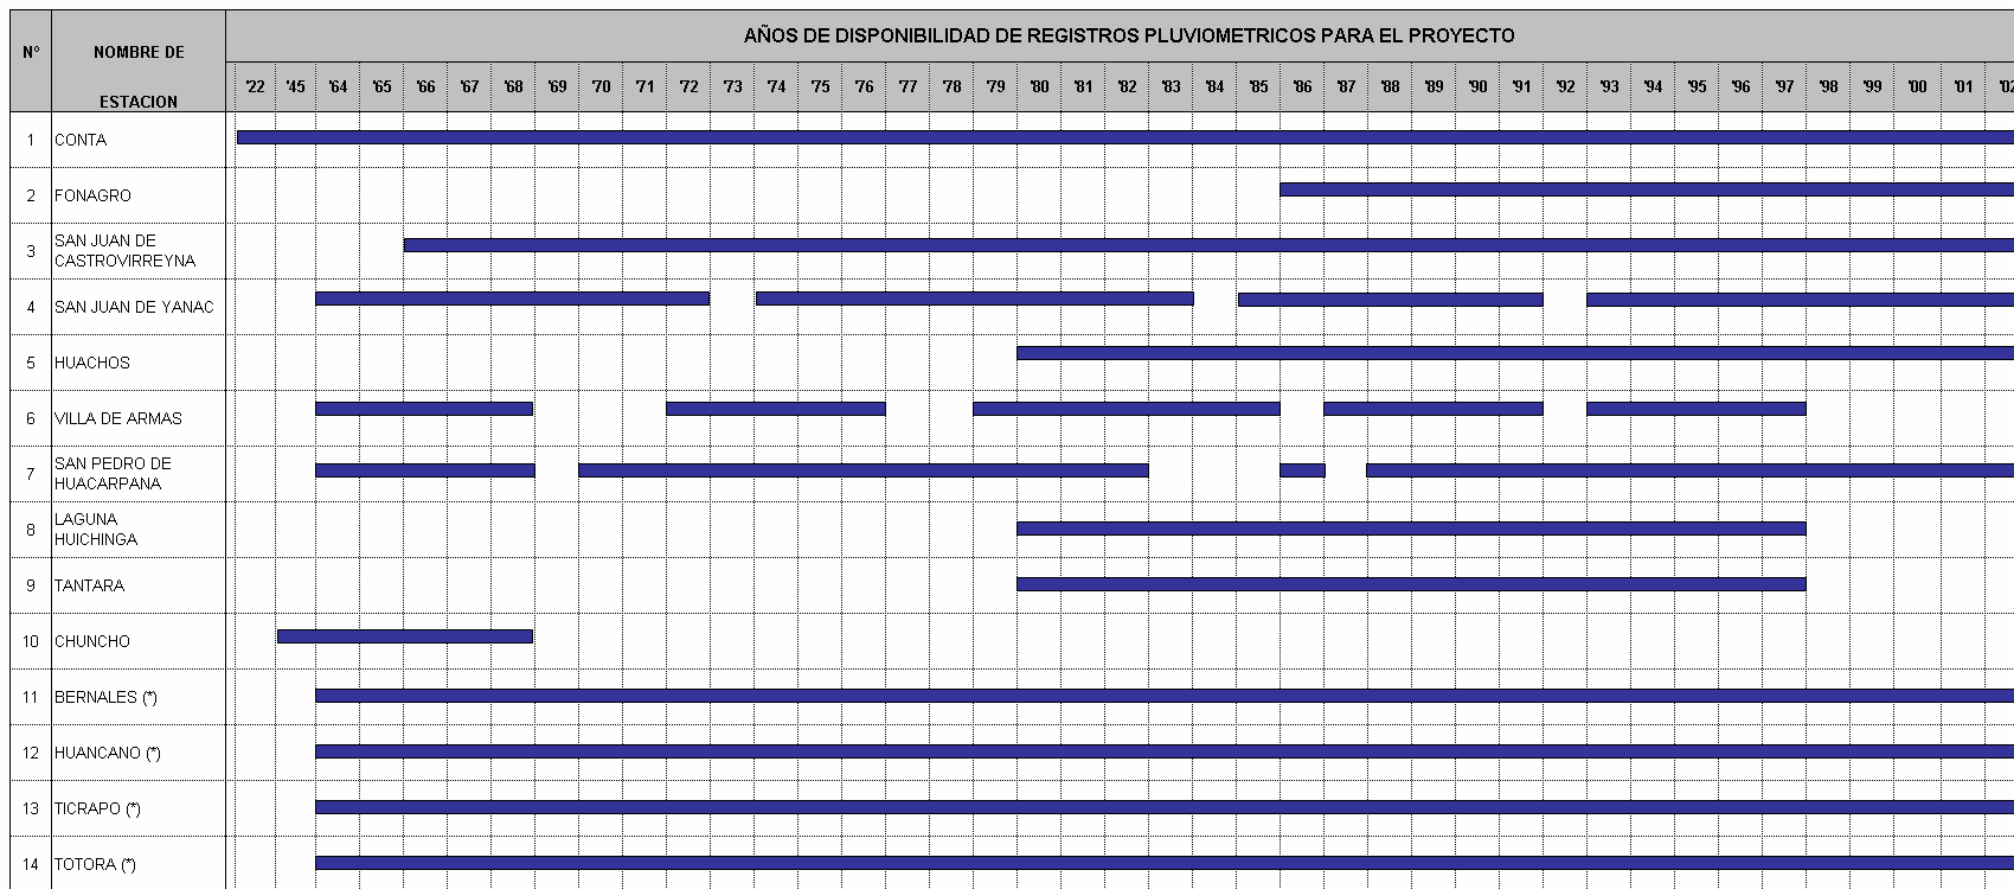 Nº
NOMBRE DE
ESTACION
AÑOS DE DISPONIBILIDAD DE REGISTROS PLUVIOMETRICOS PARA EL PROYECTO
'22 '45 '64 '65 '66 '67 '68 '69 '70 '71 '72 '73 '74 '75 '76 '77 '78 '79 '80 '81 '82 '83 '84 '85 '86 '87 '88 '89 '90 '91 '92 '93 '94 '95 '96 '97 '98 '99 '00 '01 '02
1 CONTA
2 FONAGRO
3 SAN JUAN DE
CASTROVIRREYNA
4 SAN JUAN DE YANAC
5 HUACHOS
6 VILLA DE ARMAS
7 SAN PEDRO DE
HUACARPANA
8 LAGUNA
HUICHINGA
9 TANTARA
10 CHUNCHO
11 BERNALES (*)
12 HUANCANO (*)
13 TICRAPO (*)
14 TOTORA (*)